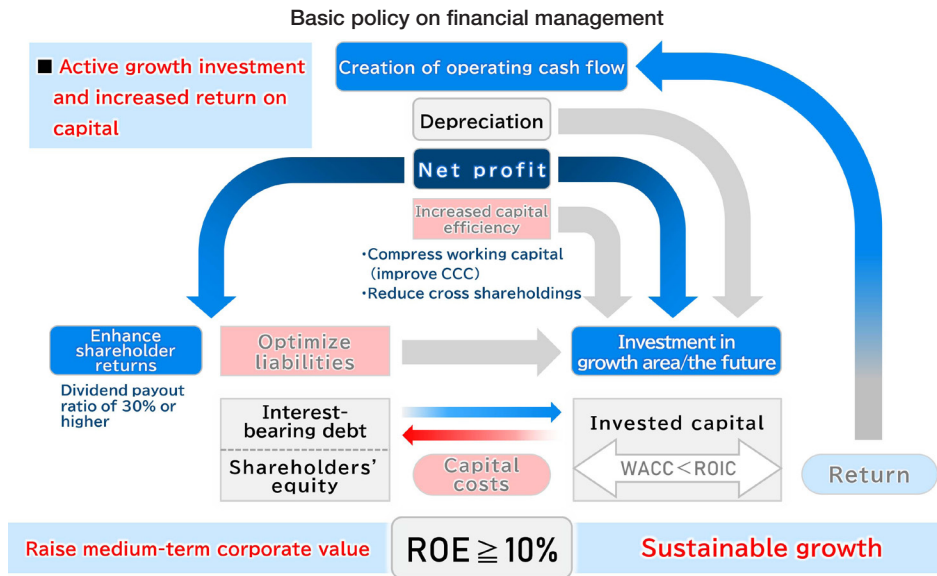 Basic policy on financial management
■ Active growth investment
and increased return on
capital
Creation of operating cash flow
Depreciation
Net profit
Increased capital
efficiency
・Compress working capital
(improve CCC)
・Reduce cross shareholdings
Enhance
shareholder
returns
Dividend payout
ratio of 30% or
higher
Optimize
liabilities
Investment in
growth area/the future
Interest-
bearing debt
Shareholders'
equity
Capital
costs
Invested capital
WACC<ROIC
Return
Raise medium-term corporate value
ROE≧10%
Sustainable growth